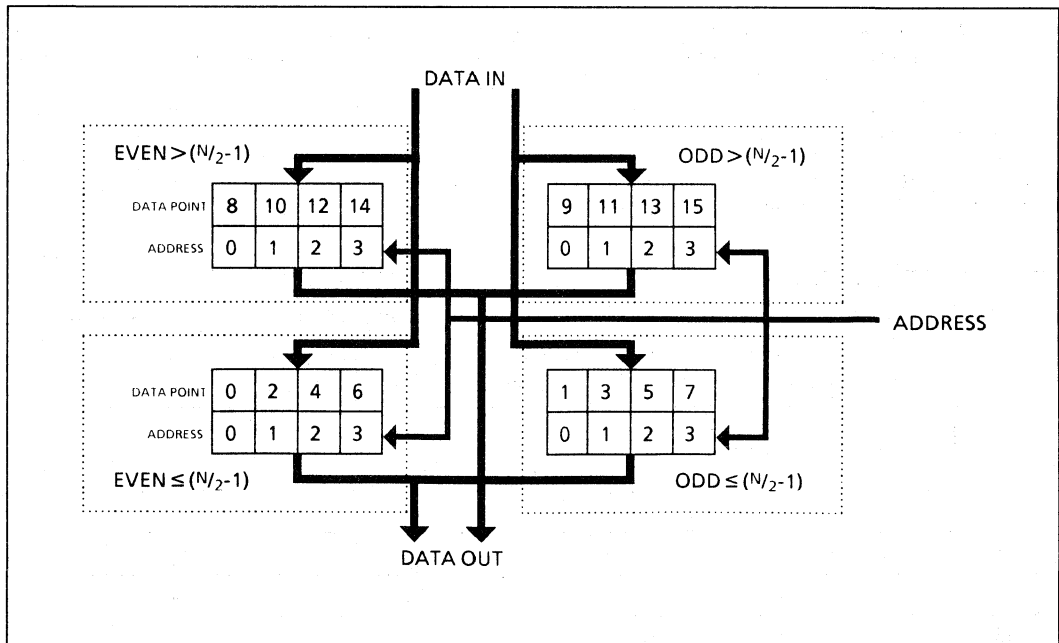 DATA IN
EVEN > (N/2-1)
ODD > (N/2-1)
DATA POINT 8 10 12 14
9 11 13 15
ADDRESS 0 1 2 3
0 1 2 3
ADDRESS
DATA POINT 0 2 4 6
1 3 5 7
ADDRESS 0 1 2 3
0 1 2 3
EVEN ≤ (N/2-1)
ODD ≤ (N/2-1)
DATA OUT